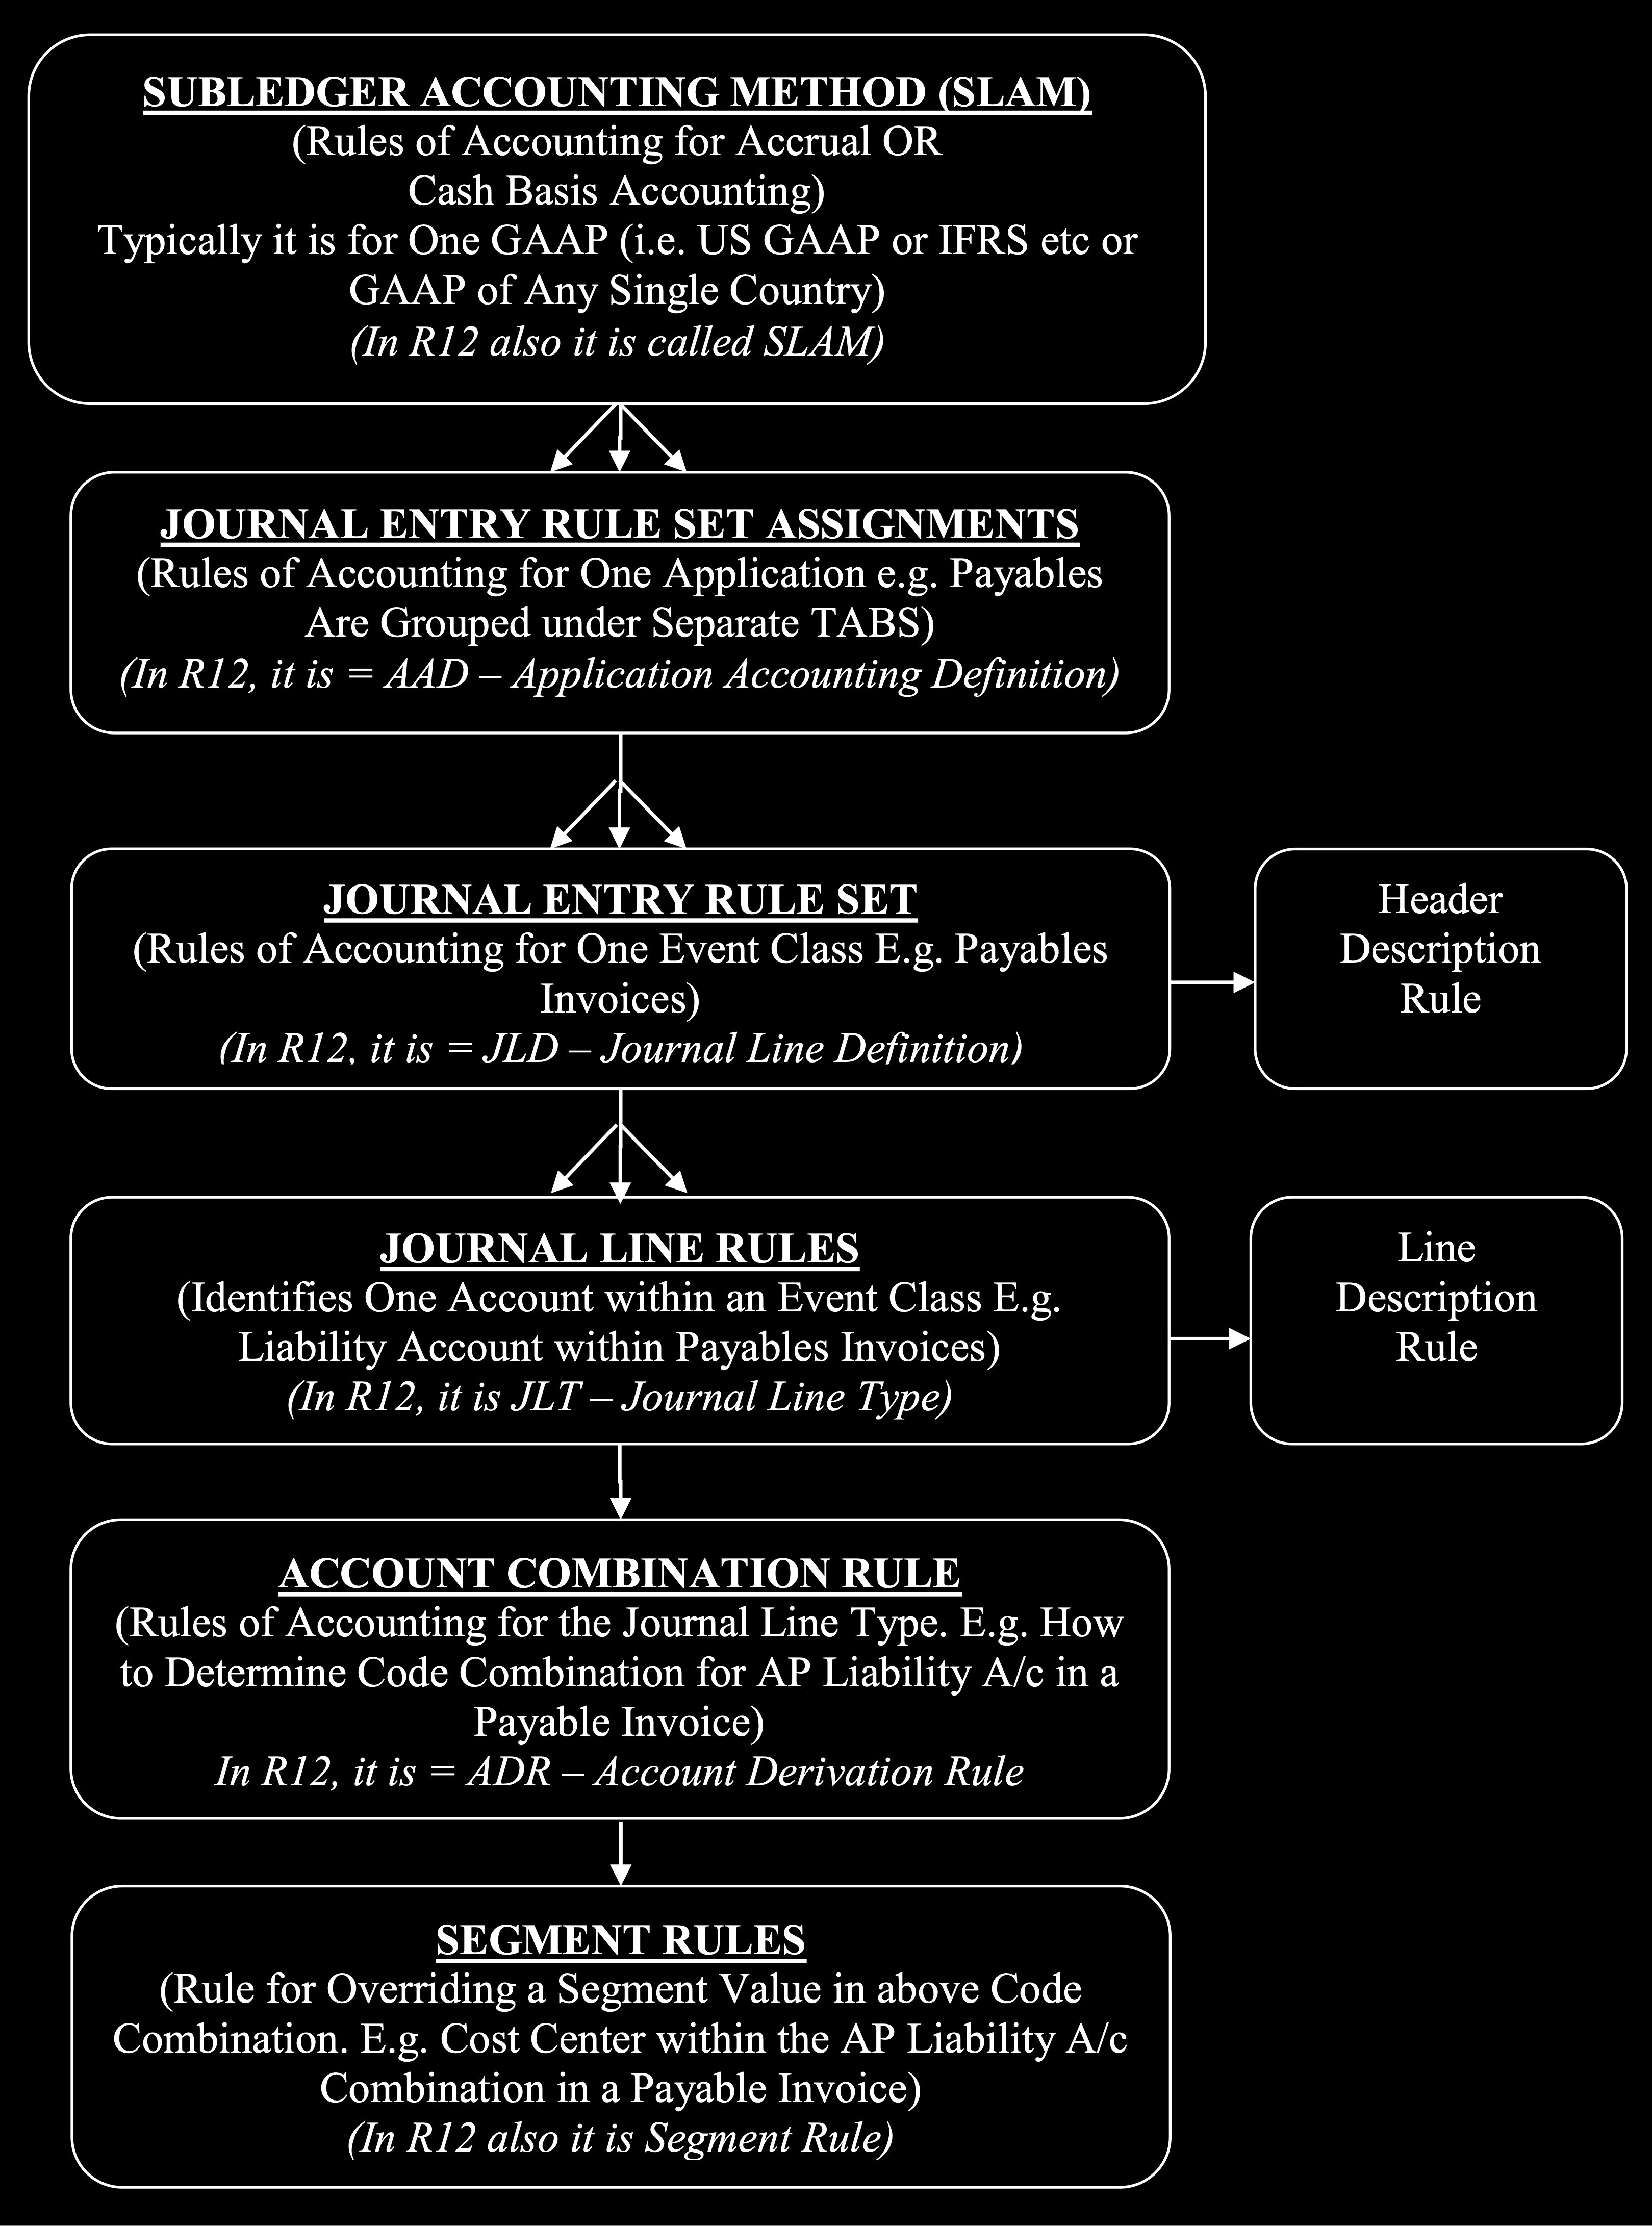 SUBLEDGER ACCOUNTING METHOD (SLAM)
(Rules of Accounting for Accrual OR
Cash Basis Accounting)
Typically it is for One GAAP (i.e. US GAAP or IFRS etc or
GAAP of Any Single Country)
(In R12 also it is called SLAM)
JOURNAL ENTRY RULE SET ASSIGNMENTS
(Rules of Accounting for One Application e.g. Payables
Are Grouped under Separate TABS)
(In R12, it is = AAD – Application Accounting Definition)
JOURNAL ENTRY RULE SET
(Rules of Accounting for One Event Class E.g. Payables
Invoices)
(In R12, it is = JLD – Journal Line Definition)
Header
Description
Rule
JOURNAL LINE RULES
(Identifies One Account within an Event Class E.g.
Liability Account within Payables Invoices)
(In R12, it is JLT – Journal Line Type)
Line
Description
Rule
ACCOUNT COMBINATION RULE
(Rules of Accounting for the Journal Line Type. E.g. How
to Determine Code Combination for AP Liability A/c in a
Payable Invoice)
In R12, it is = ADR – Account Derivation Rule
SEGMENT RULES
(Rule for Overriding a Segment Value in above Code
Combination. E.g. Cost Center within the AP Liability A/c
Combination in a Payable Invoice)
(In R12 also it is Segment Rule)